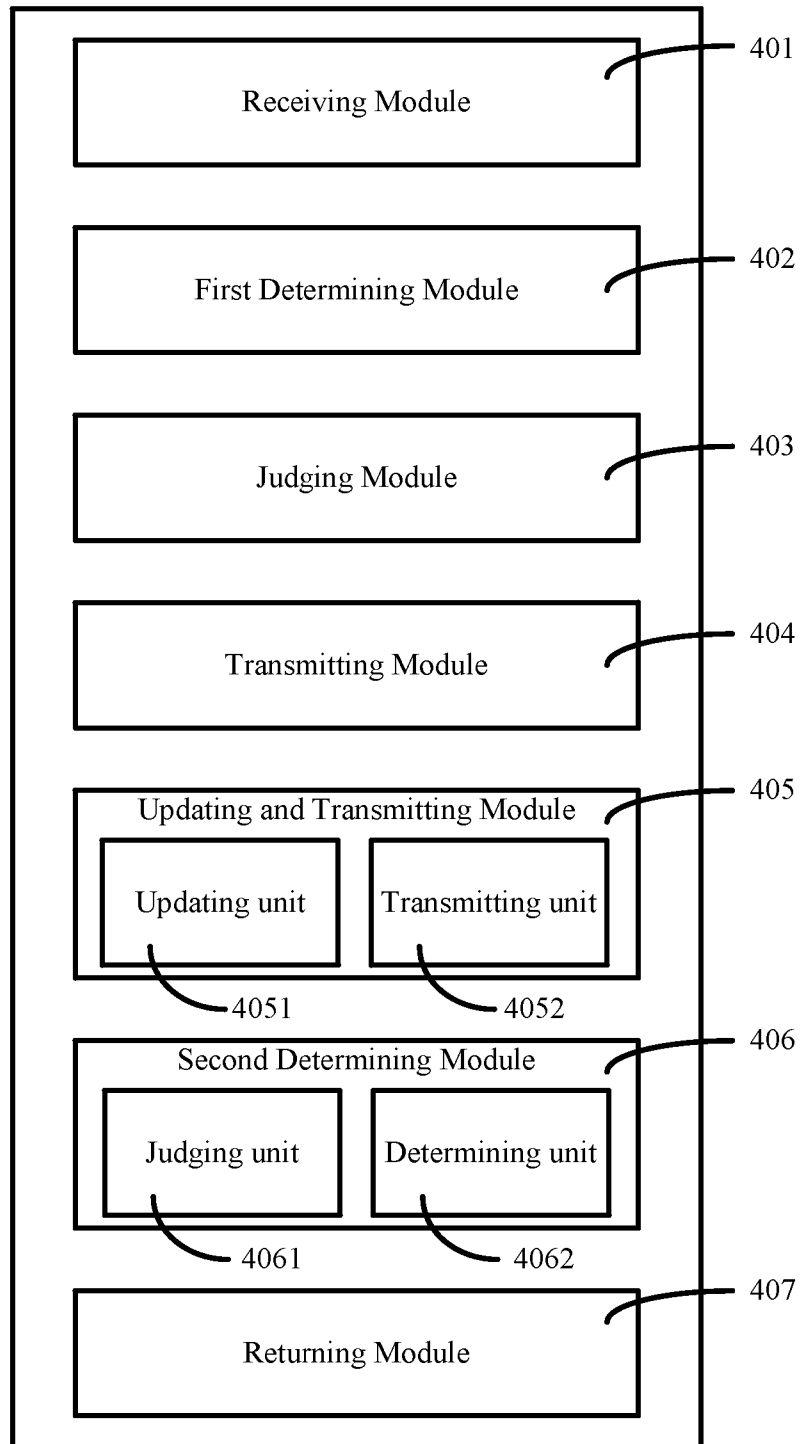 401
Receiving Module
402
First Determining Module
403
Judging Module
404
Transmitting Module
405
Updating and Transmitting Module
Updating unit
Transmitting unit
4051
4052
406
Second Determining Module
Judging unit
Determining unit
4061
4062
407
Returning Module